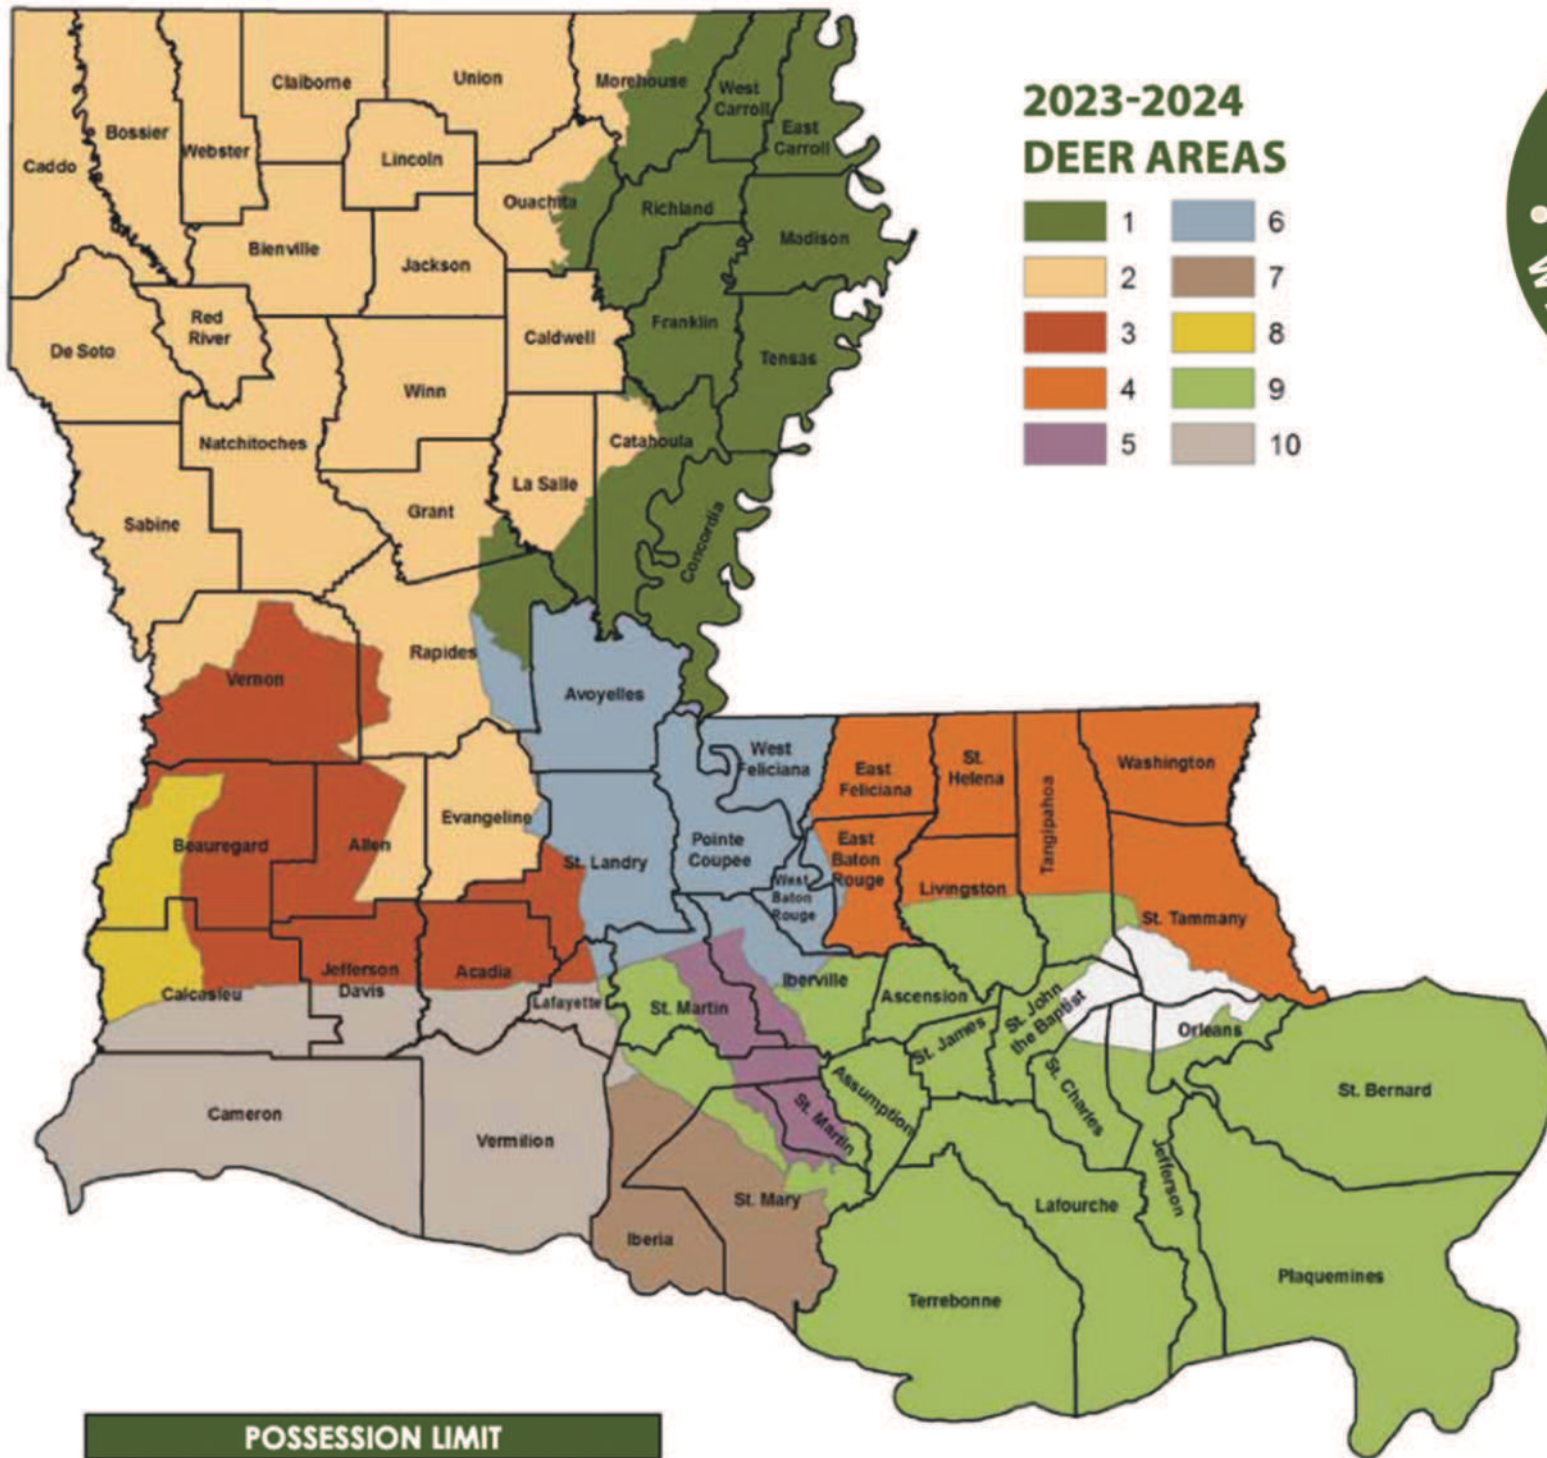 2023-2024
DEER AREAS
1
6
2
7
3
8
4
9
5
10
Claiborne
Union
Morehouse
West
Carroll
East
Carroll
Bossier
Webster
Caddo
Lincoln
Ouachita
Richland
Madison
Bienville
Jackson
Red
River
De Soto
Caldwell
Franklin
Tensas
Winn
Natchitoches
Catahoula
La Salle
Grant
Sabine
Concordia
Rapides
Vernon
Avoyelles
West
Feliciana
East
Feliciana
St.
Helena
Tangipahoa
Washington
Evangeline
Beauregard
Allen
St. Landry
Pointe
Coupee
East
Baton
Rouge
West
Baton
Rouge
Livingston
St. Tammany
Jefferson
Davis
Acadia
Calcasieu
Lafayette
St. Martin
Iberville
Ascension
St. John
the Baptist
St. James
Orleans
St. Charles
Assumption
St. Martin
St. Bernard
Cameron
Vermilion
Jefferson
St. Mary
Lafourche
Iberia
Terrebonne
Plaquemines
POSSESSION LIMIT